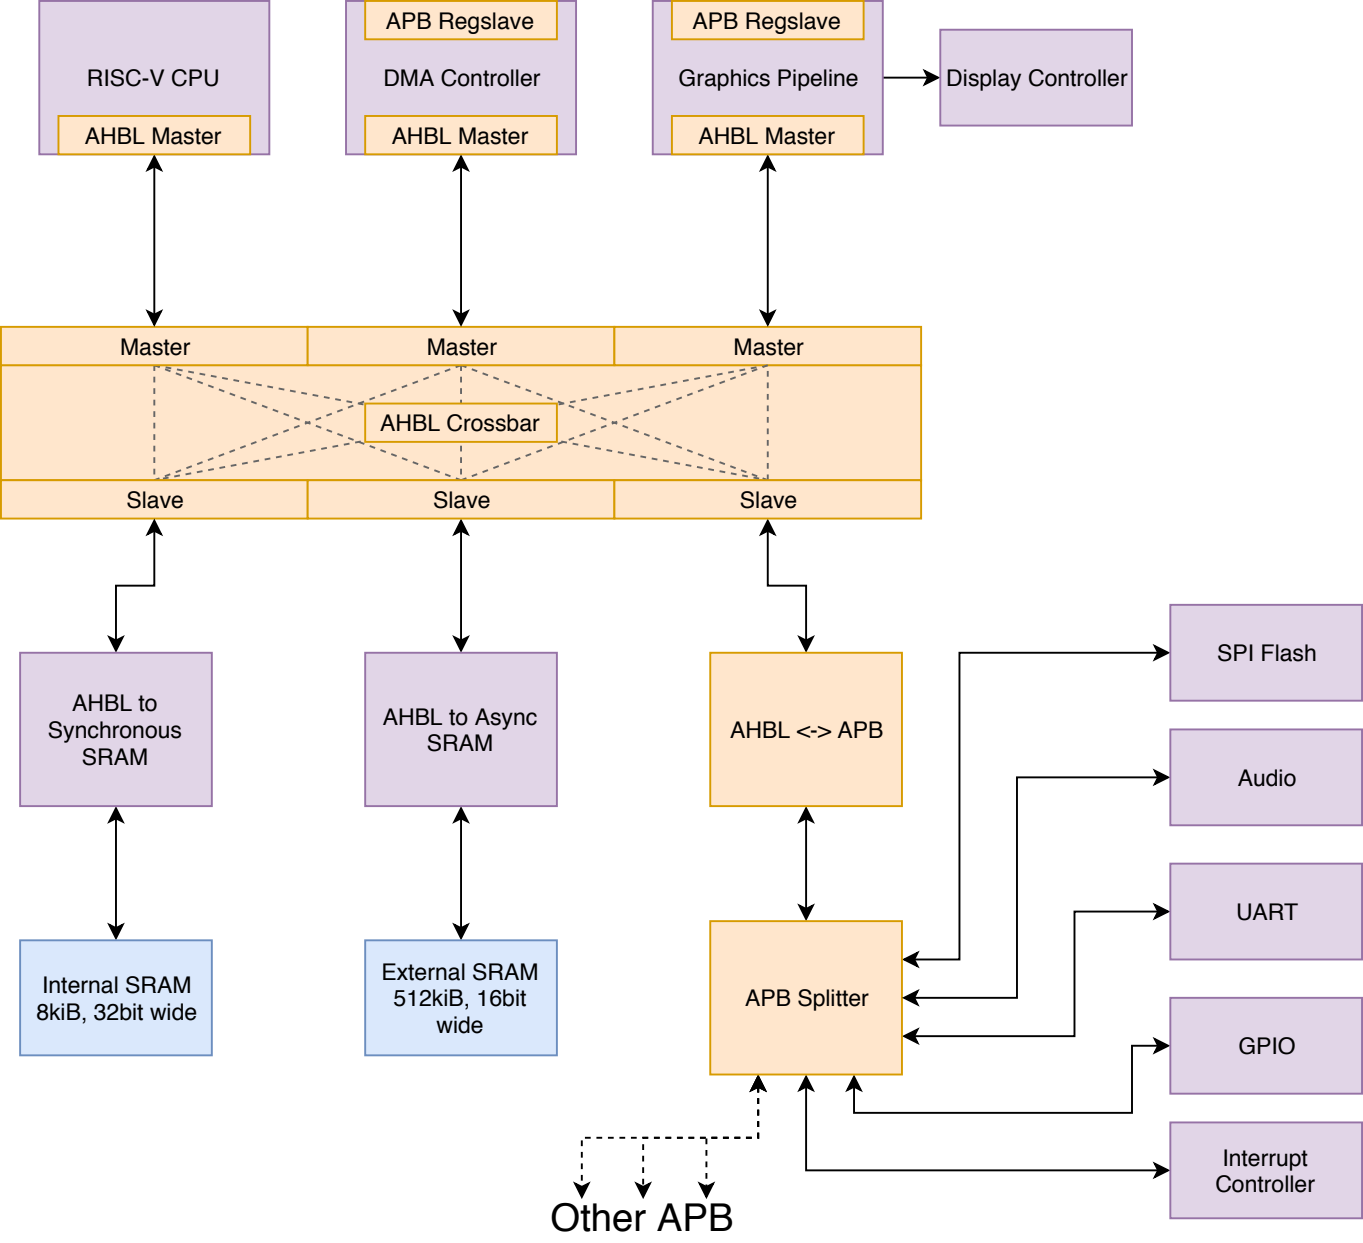 APB Regslave
APB Regslave
RISC-V CPU
DMA Controller
Graphics Pipeline
Display Controller
AHBL Master
AHBL Master
AHBL Master
Master
Master
Master
AHBL Crossbar
Slave
Slave
Slave
AHBL to
Synchronous
SRAM
AHBL to Async
SRAM
AHBL <-> APB
SPI Flash
Audio
UART
Internal SRAM
8kiB, 32bit wide
External SRAM
512kiB, 16bit
wide
APB Splitter
GPIO
Interrupt
Controller
Other APB